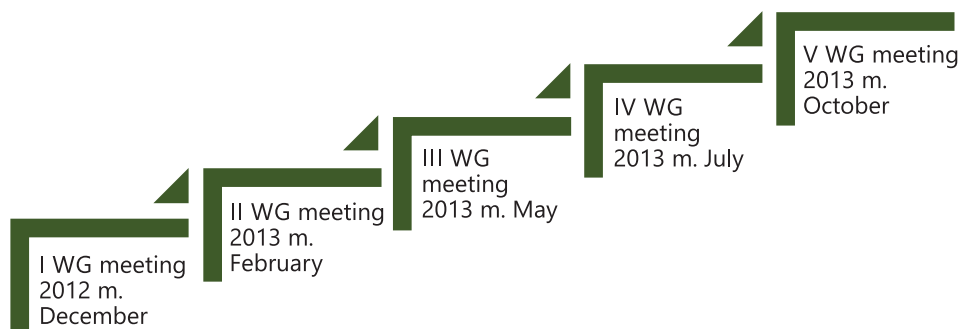 I WG meeting
2012 m.
December
II WG meeting
2013 m.
February
III WG
meeting
2013 m. May
IV WG
meeting
2013 m. July
V WG meeting
2013 m.
October